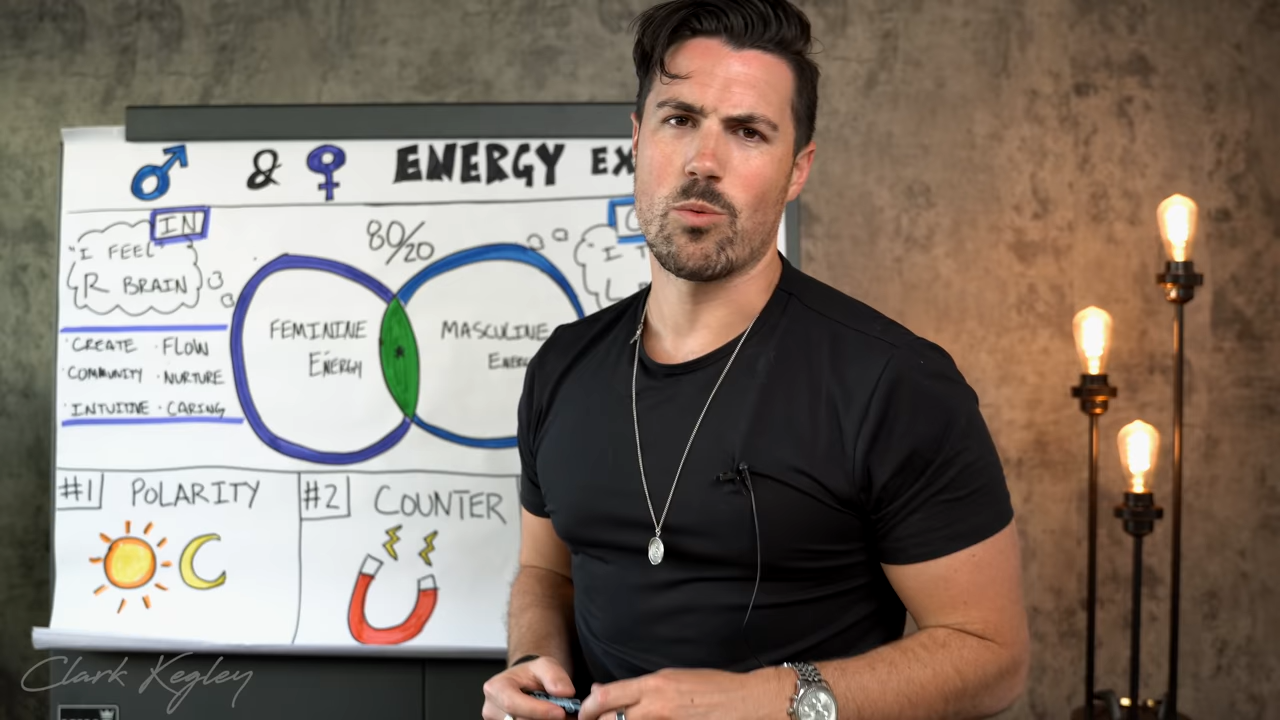 ♂ & ♀ ENERGY EX
IN
"I FEEL"
R BRAIN
80/20
I T
FEMININE
ENERGY
MASCULINE
ENERGY
· CREATE · FLOW
COMMUNITY · NURTURE
· INTUITIVE · CARING
#1 POLARITY
#2 COUNTER
Clark Kegley